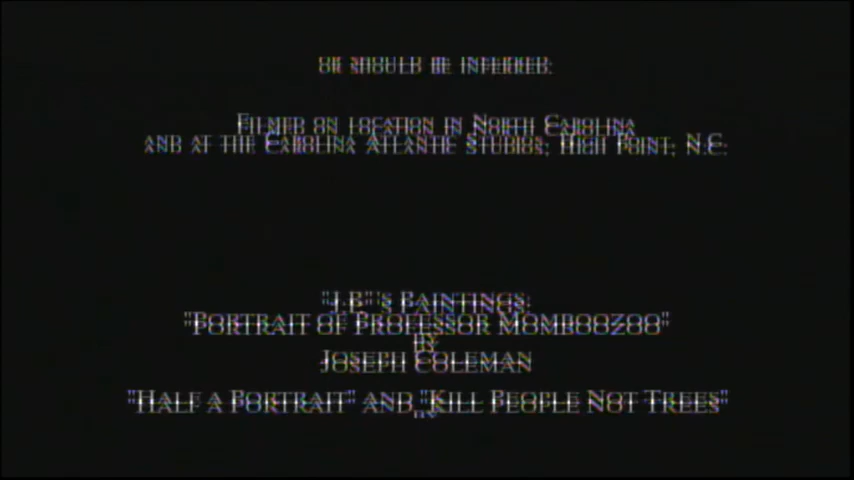 OR SHOULD BE INFERRED.
FILMED ON LOCATION IN NORTH CAROLINA
AND AT THE CAROLINA ATLANTIC STUDIOS, HIGH POINT, N.C.
"J.B"'S PAINTINGS:
"PORTRAIT OF PROFESSOR MOMBOOZOO"
BY
JOSEPH COLEMAN
"HALF A PORTRAIT" AND "KILL PEOPLE NOT TREES"